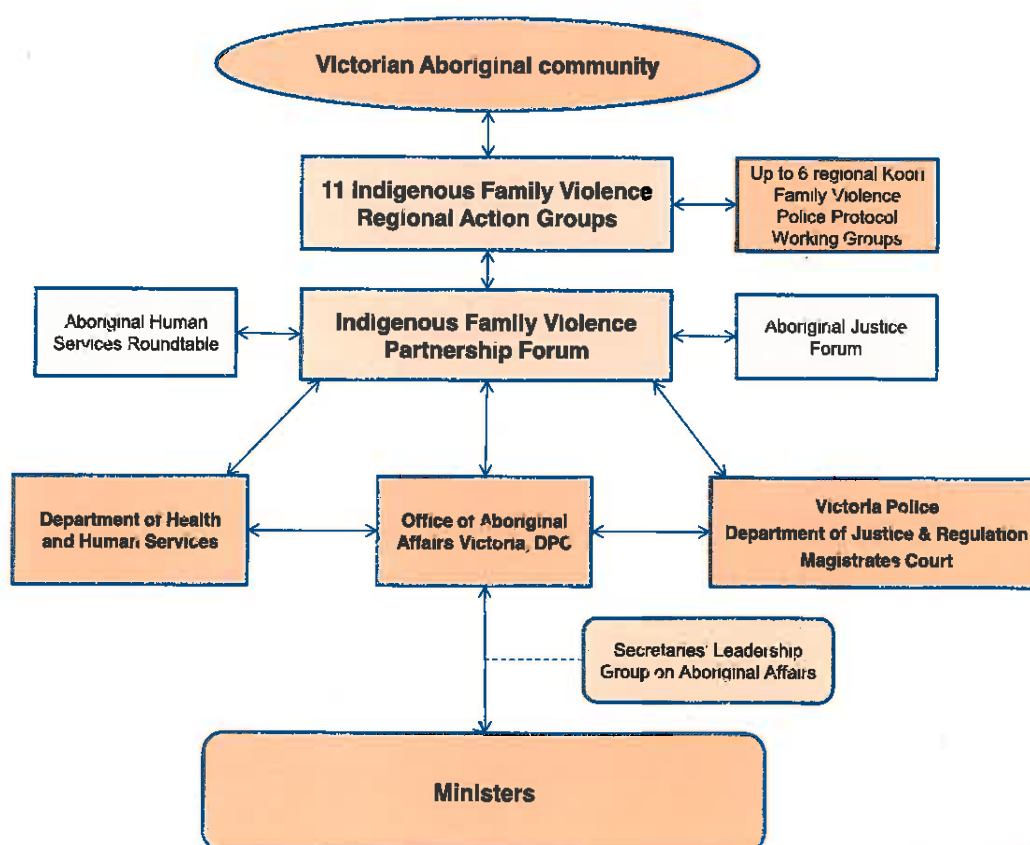 Victorian Aboriginal community
11 Indigenous Family Violence
Regional Action Groups
Up to 6 regional Koori
Family Violence
Police Protocol
Working Groups
Aboriginal Human
Services Roundtable
Indigenous Family Violence
Partnership Forum
Aboriginal Justice
Forum
Department of Health
and Human Services
Office of Aboriginal
Affairs Victoria, DPC
Victoria Police
Department of Justice & Regulation
Magistrates Court
Secretaries' Leadership
Group on Aboriginal Affairs
Ministers